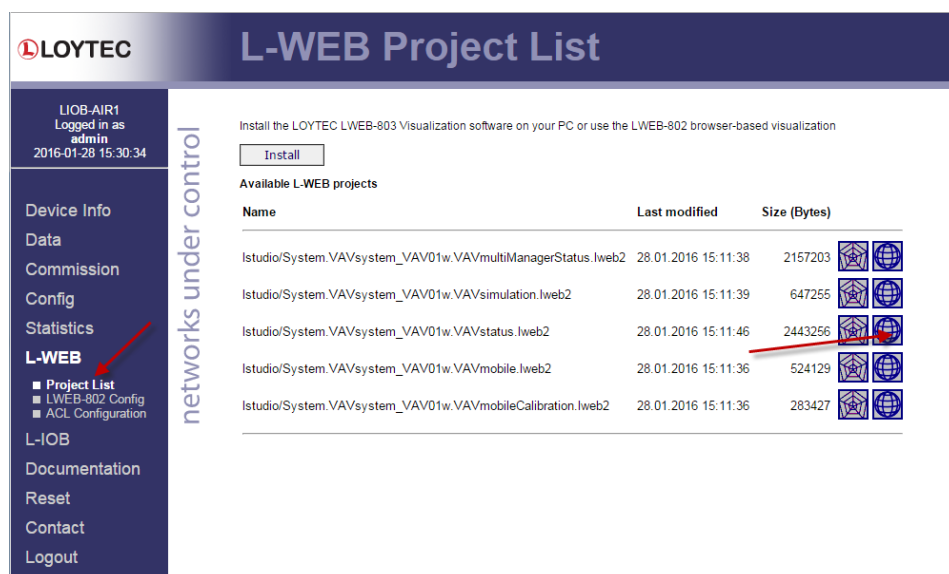 LOYTEC
L-WEB Project List
LIOB-AIR1
Logged in as
admin
2016-01-28 15:30:34
Device Info
Data
Commission
Config
Statistics
L-WEB
Project List
LWEB-802 Config
ACL Configuration
L-IOB
Documentation
Reset
Contact
Logout
networks under control
Install the LOYTEC LWEB-803 Visualization software on your PC or use the LWEB-802 browser-based visualization
Install
Available L-WEB projects
Name Last modified Size (Bytes)
lstudio/System.VAVsystem_VAV01w.VAVmultiManagerStatus.lweb2 28.01.2016 15:11:38 2157203
lstudio/System.VAVsystem_VAV01w.VAVsimulation.lweb2 28.01.2016 15:11:39 647255
lstudio/System.VAVsystem_VAV01w.VAVstatus.lweb2 28.01.2016 15:11:46 2443256
lstudio/System.VAVsystem_VAV01w.VAVmobile.lweb2 28.01.2016 15:11:36 524129
lstudio/System.VAVsystem_VAV01w.VAVmobileCalibration.lweb2 28.01.2016 15:11:36 283427